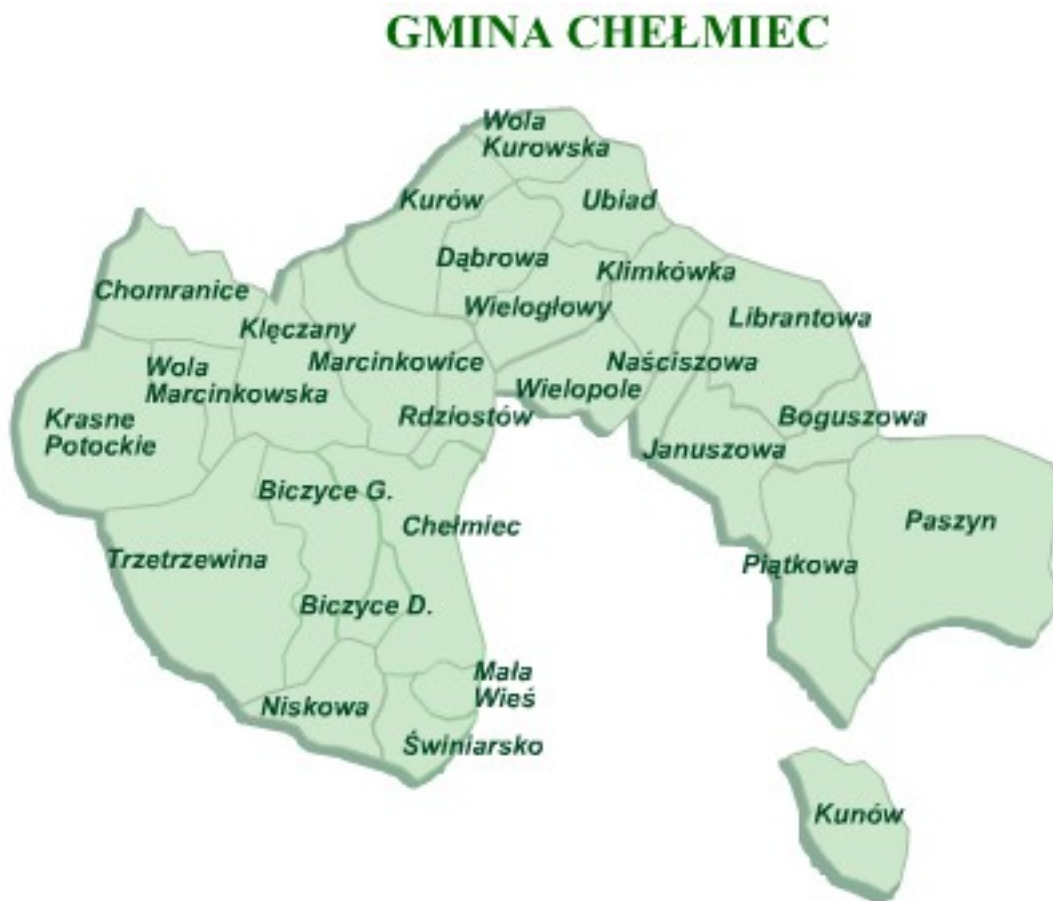 GMINA CHEŁMIEC
Wola
Kurowska
Kurów
Ubiad
Dąbrowa
Klimkówka
Chomranice
Wielogłowy
Librantowa
Klęczany
Marcinkowice
Naściszowa
Wola
Marcinkowska
Wielopole
Krasne
Potockie
Rdziostów
Boguszowa
Januszowa
Biczyce G.
Chełmiec
Paszyn
Trzetrzewina
Piątkowa
Biczyce D.
Mała
Wieś
Niskowa
Świniarsko
Kunów